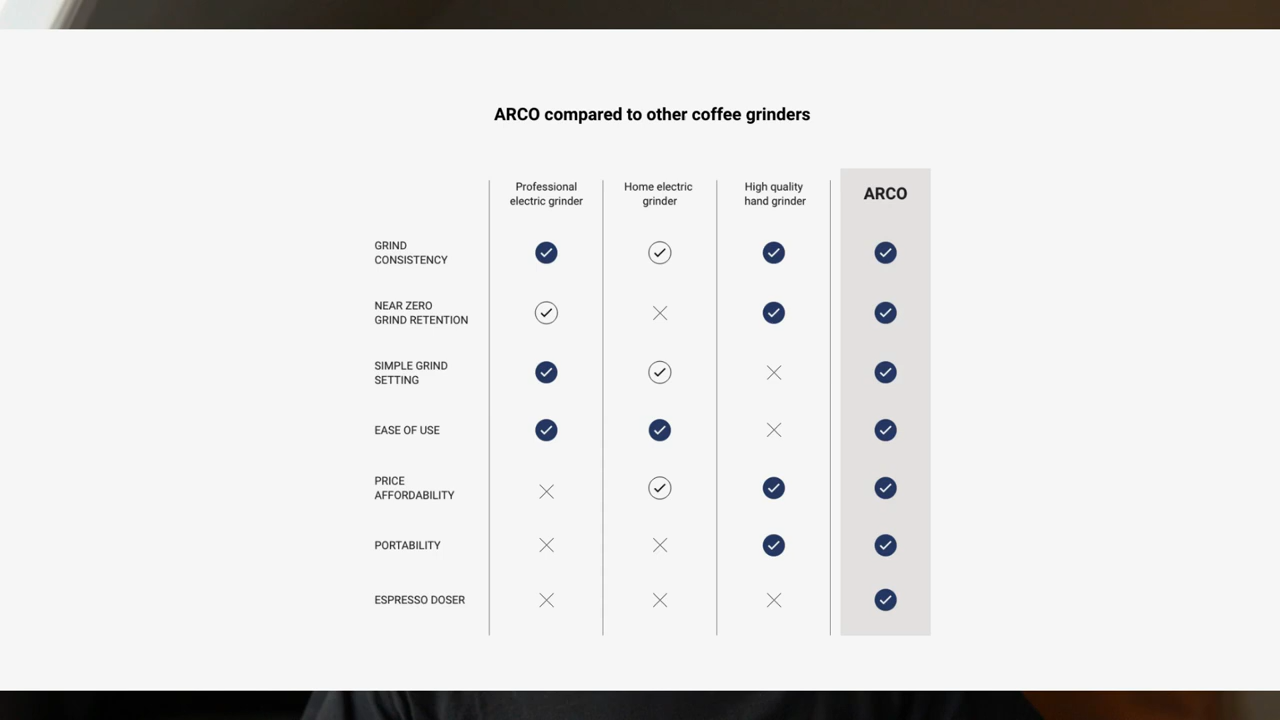 ARCO compared to other coffee grinders
Professional
electric grinder
Home electric
grinder
High quality
hand grinder
ARCO
GRIND
CONSISTENCY
NEAR ZERO
GRIND RETENTION
SIMPLE GRIND
SETTING
EASE OF USE
PRICE
AFFORDABILITY
PORTABILITY
ESPRESSO DOSER